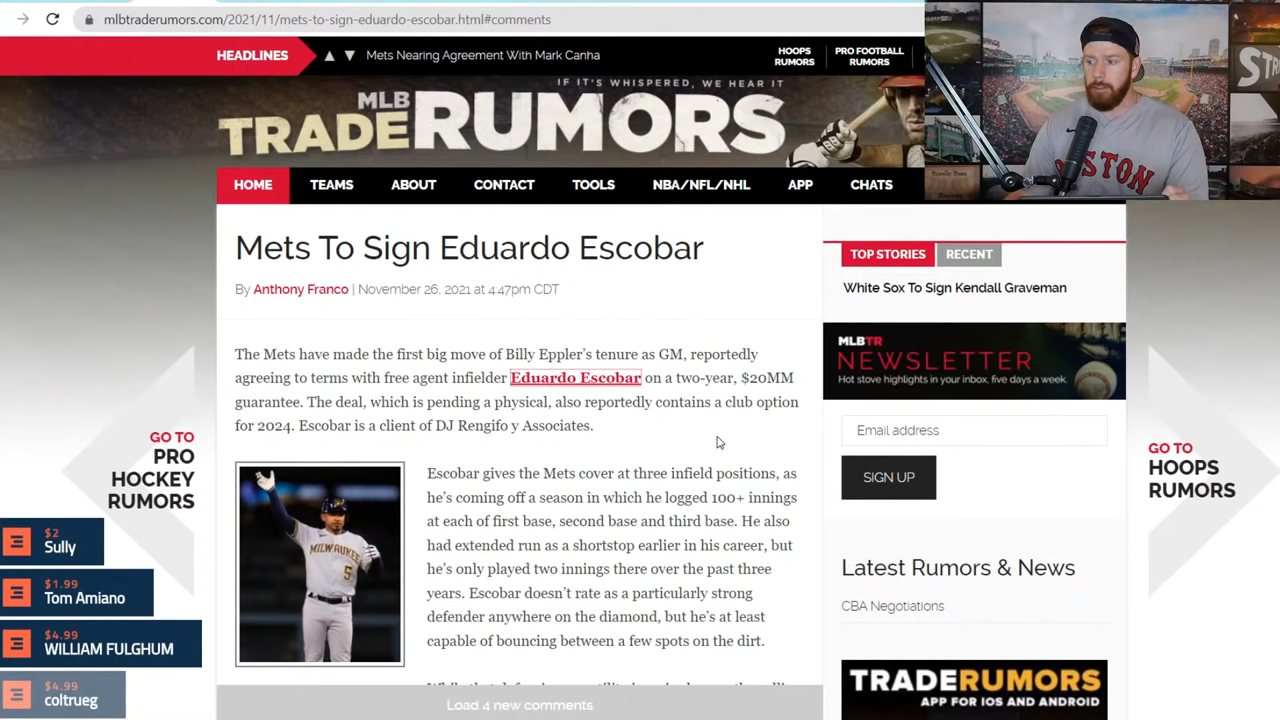 mlbtraderumors.com/2021/11/mets-to-sign-eduardo-escobar.html#comments
HEADLINES
Mets Nearing Agreement With Mark Canha
HOOPS
RUMORS
PRO FOOTBALL
RUMORS
IF IT'S WHISPERED, WE HEAR IT
MLB
TRADERUMORS
HOME
TEAMS
ABOUT
CONTACT
TOOLS
NBA/NFL/NHL
APP
CHATS
Mets To Sign Eduardo Escobar
By Anthony Franco | November 26, 2021 at 4:47pm CDT
The Mets have made the first big move of Billy Eppler's tenure as GM, reportedly
agreeing to terms with free agent infielder Eduardo Escobar on a two-year, $20MM
guarantee. The deal, which is pending a physical, also reportedly contains a club option
for 2024. Escobar is a client of DJ Rengifo y Associates.
MILWAUKEE
5
Escobar gives the Mets cover at three infield positions, as
he's coming off a season in which he logged 100+ innings
at each of first base, second base and third base. He also
had extended run as a shortstop earlier in his career, but
he's only played two innings there over the past three
years. Escobar doesn't rate as a particularly strong
defender anywhere on the diamond, but he's at least
capable of bouncing between a few spots on the dirt.
Load 4 new comments
TOP STORIES
RECENT
White Sox To Sign Kendall Graveman
MLBTR
NEWSLETTER
Hot stove highlights in your inbox, five days a week.
Email address
SIGN UP
Latest Rumors & News
CBA Negotiations
TRADERUMORS
APP FOR IOS AND ANDROID
GO TO
PRO
HOCKEY
RUMORS
GO TO
HOOPS
RUMORS
$2
Sully
$1.99
Tom Amiano
$4.99
WILLIAM FULGHUM
$4.99
coltrueg
BOSTON
STR